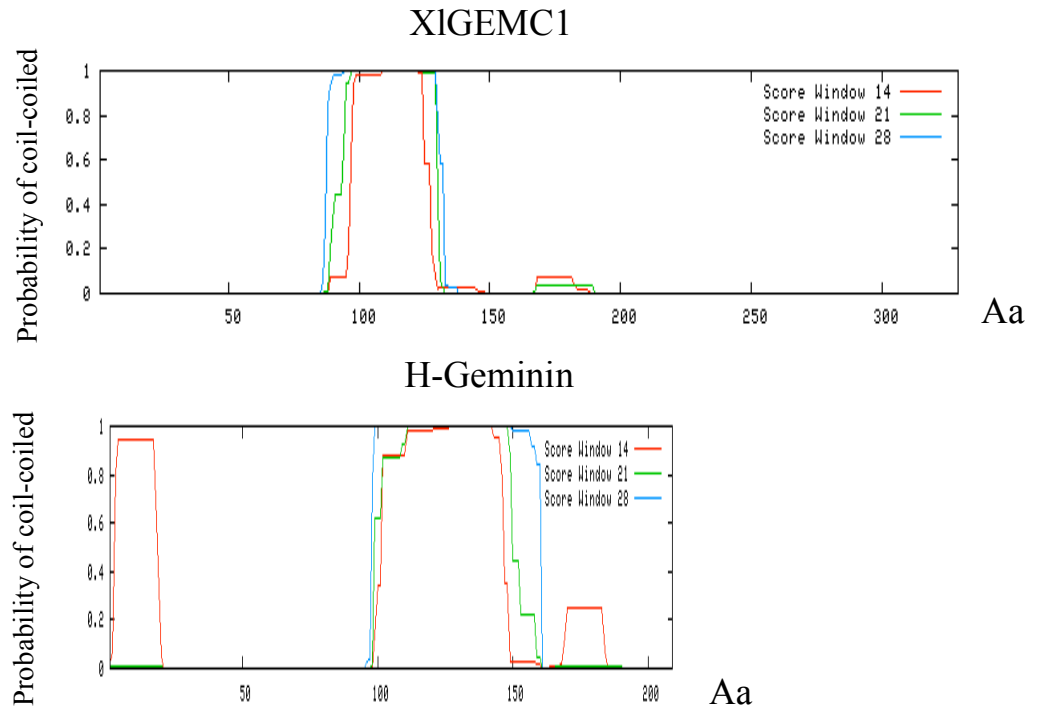 XlGEMC1
Probability of coil-coiled
1
0.8
0.6
0.4
0.2
0
Score Window 14
Score Window 21
Score Window 28
50 100 150 200 250 300
Aa
H-Geminin
Probability of coil-coiled
1
0.8
0.6
0.4
0.2
0
Score Window 14
Score Window 21
Score Window 28
50 100 150 200
Aa